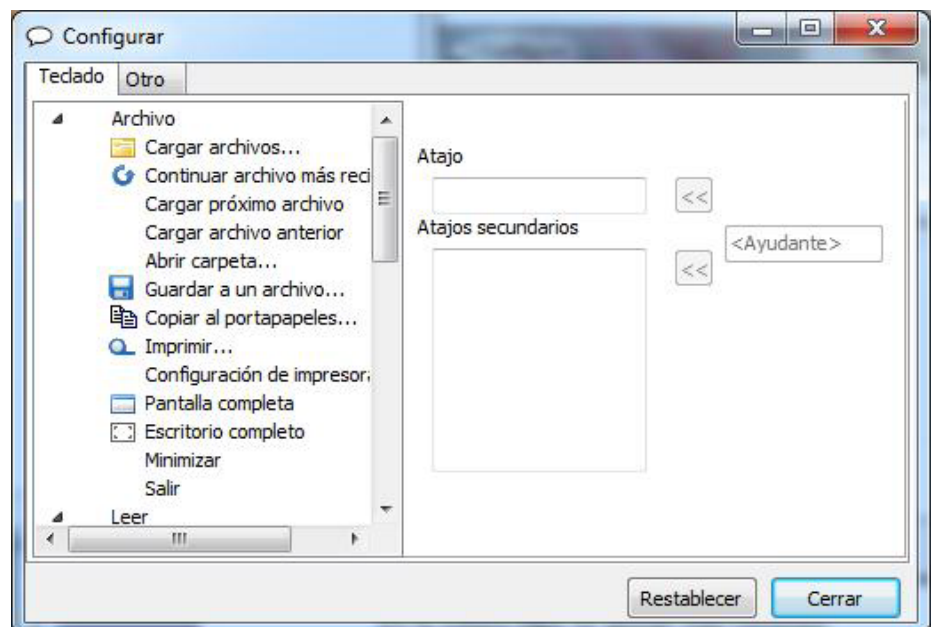 Configurar
Teclado
Otro
Archivo
Cargar archivos...
Continuar archivo más reci
Cargar próximo archivo
Cargar archivo anterior
Abrir carpeta...
Guardar a un archivo...
Copiar al portapapeles...
Imprimir...
Configuración de impresor
Pantalla completa
Escritorio completo
Minimizar
Salir
Leer
Atajo
<<
Atajos secundarios
<Ayudante>
<<
Restablecer
Cerrar